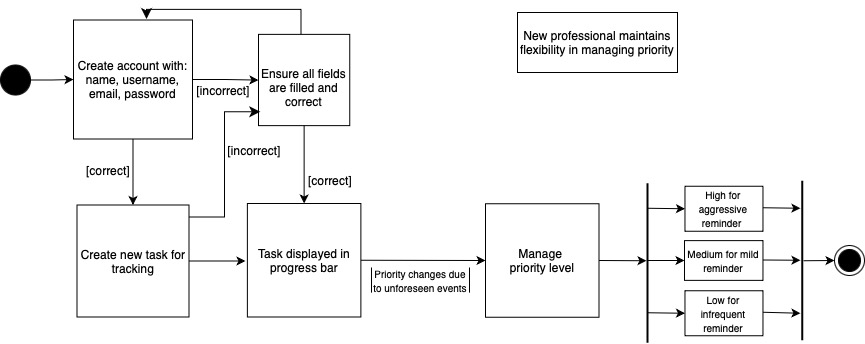 New professional maintains
flexibility in managing priority
Create account with:
name, username,
email, password
[incorrect]
Ensure all fields
are filled and
correct
[correct]
[incorrect]
[correct]
Create new task for
tracking
Task displayed in
progress bar
Priority changes due
to unforeseen events
Manage
priority level
High for
aggressive
reminder
Medium for mild
reminder
Low for
infrequent
reminder